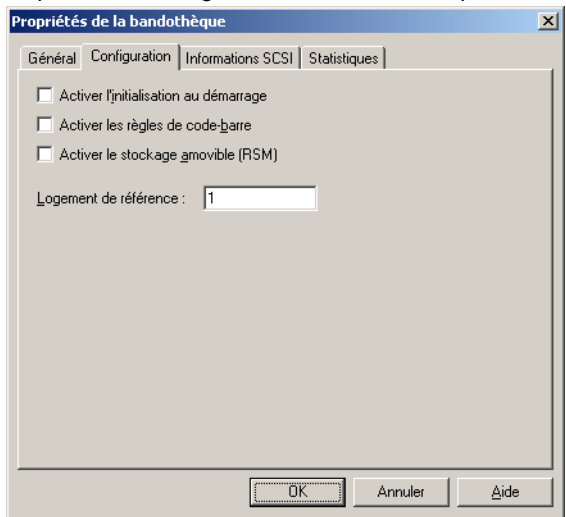 Propriétés de la bandothèque
Général Configuration Informations SCSI Statistiques
Activer l'initialisation au démarrage
Activer les règles de code-barre
Activer le stockage amovible (RSM)
Logement de référence : 1
OK Annuler Aide